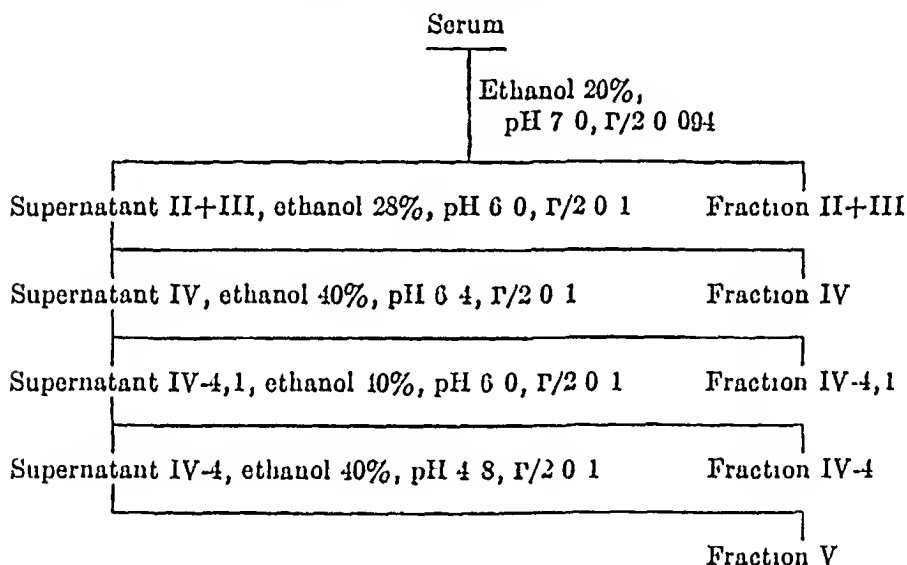 Serum
Ethanol 20%,
pH 7 0, Γ/2 0 094
Supernatant II+III, ethanol 28%, pH 6 0, Γ/2 0 1 Fraction II+III
Supernatant IV, ethanol 40%, pH 6 4, Γ/2 0 1 Fraction IV
Supernatant IV-4,1, ethanol 40%, pH 6 0, Γ/2 0 1 Fraction IV-4,1
Supernatant IV-4, ethanol 40%, pH 4 8, Γ/2 0 1 Fraction IV-4
Fraction V